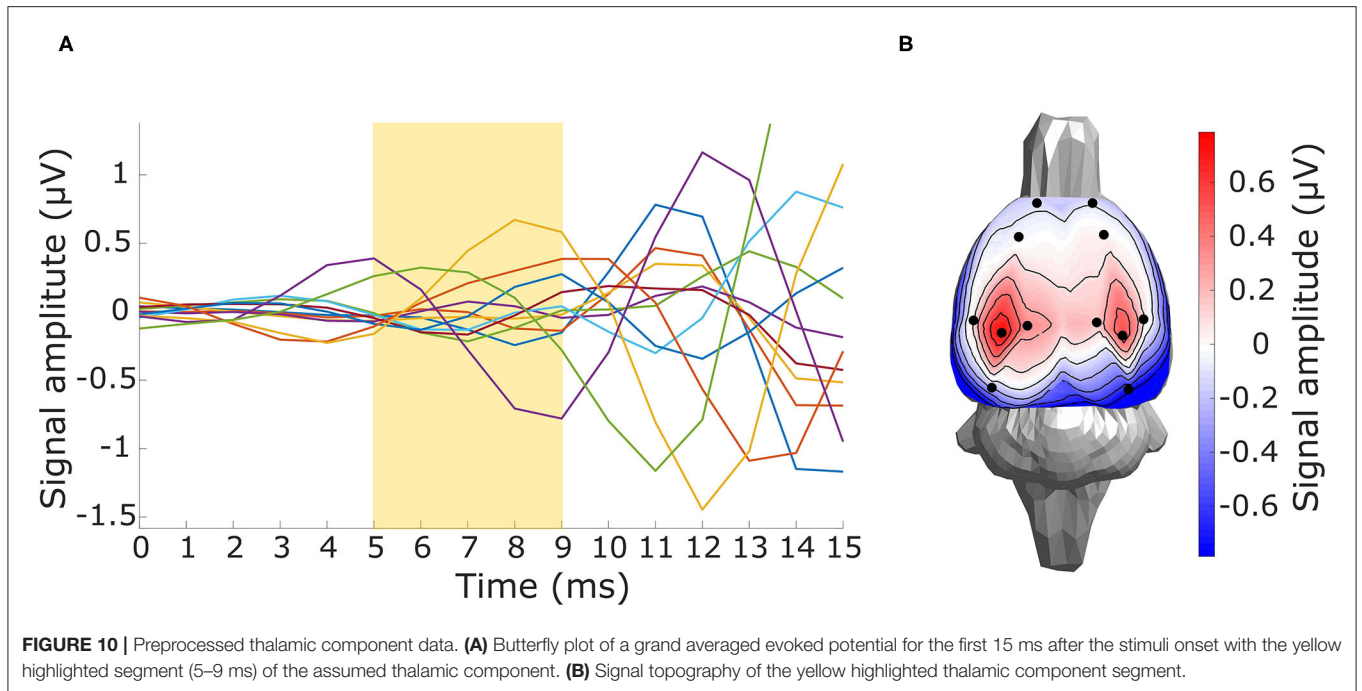 A
B
Signal amplitute (µV)
1
0.5
0
-0.5
-1
-1.5
0 1 2 3 4 5 6 7 8 9 10 11 12 13 14 15
Time (ms)
0.6
0.4
0.2
0
-0.2
-0.4
-0.6
Signal amplitude (µV)
FIGURE 10 | Preprocessed thalamic component data. (A) Butterfly plot of a grand averaged evoked potential for the first 15 ms after the stimuli onset with the yellow
highlighted segment (5–9 ms) of the assumed thalamic component. (B) Signal topography of the yellow highlighted thalamic component segment.